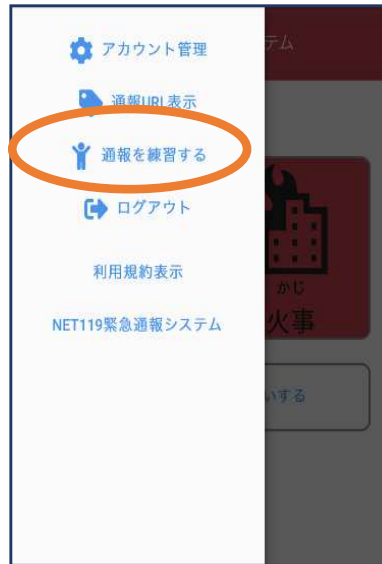 アカウント管理
テム
通報URL表示
通報を練習する
ログアウト
利用規約表示
かじ
NET119緊急通報システム
火事
いする